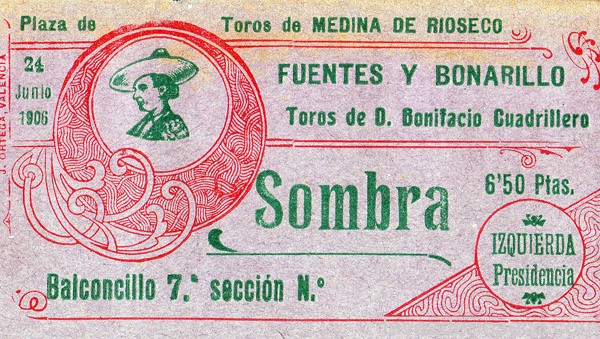 Plaza de Toros de MEDINA DE RIOSECO
24
Junio
1906
FUENTES Y BONARILLO
Toros de D. Bonifacio Cuadrillero
Sombra
6'50 Ptas.
IZQUIERDA
Presidencia
Balconcillo 7.ª sección N.º
J. ORTEGA, VALENCIA